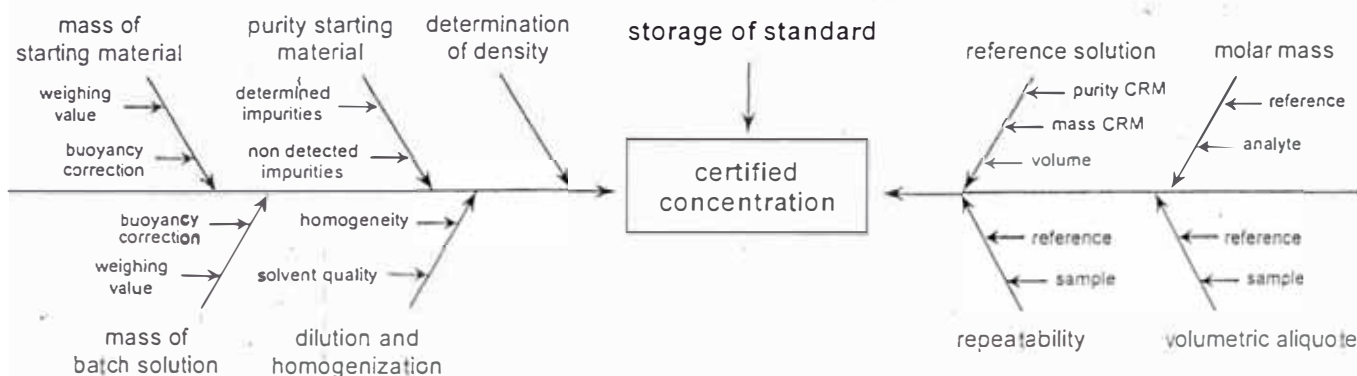 mass of
starting material
purity starting
material
determination
of density
storage of standard
reference solution
molar mass
weighing
value
determined
impurities
purity CRM
reference
mass CRM
buoyancy
correction
non detected
impurities
volume
analyte
certified
concentration
buoyancy
correction
homogeneity
reference
reference
weighing
value
solvent quality
sample
sample
mass of
batch solution
dilution and
homogenization
repeatability
volumetric aliquote